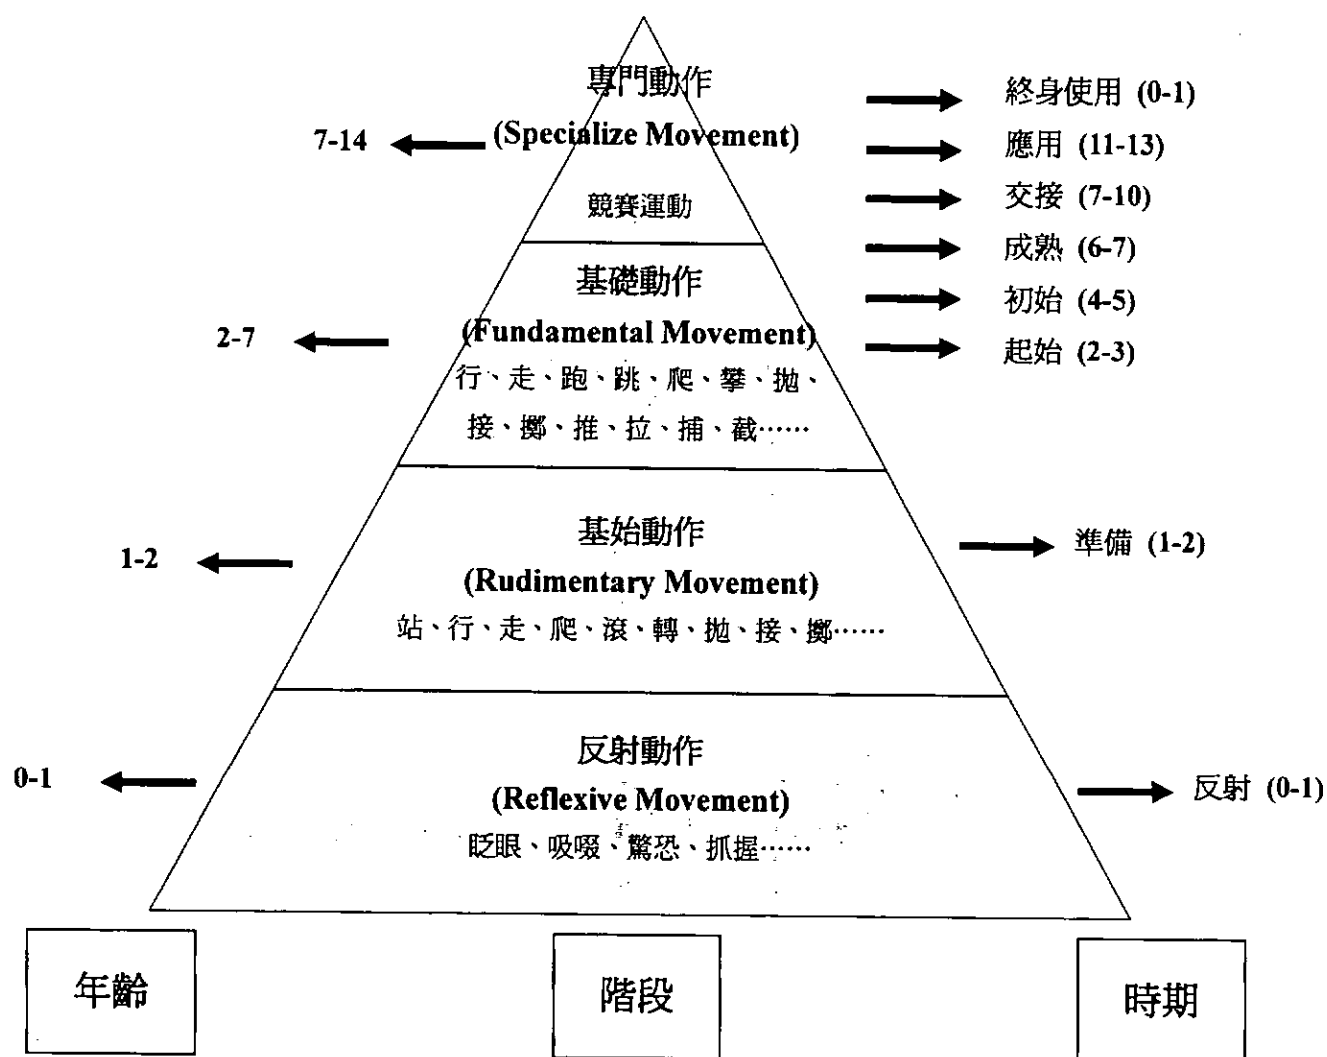 專門動作
(Specialize Movement)
競賽運動
7-14
終身使用 (0-1)
應用 (11-13)
交接 (7-10)
成熟 (6-7)
初始 (4-5)
起始 (2-3)
基礎動作
(Fundamental Movement)
行、走、跑、跳、爬、攀、拋、
接、擲、推、拉、捕、截……
2-7
基始動作
(Rudimentary Movement)
站、行、走、爬、滾、轉、拋、接、擲……
1-2
準備 (1-2)
反射動作
(Reflexive Movement)
眨眼、吸啜、驚恐、抓握……
0-1
反射 (0-1)
年齡
階段
時期